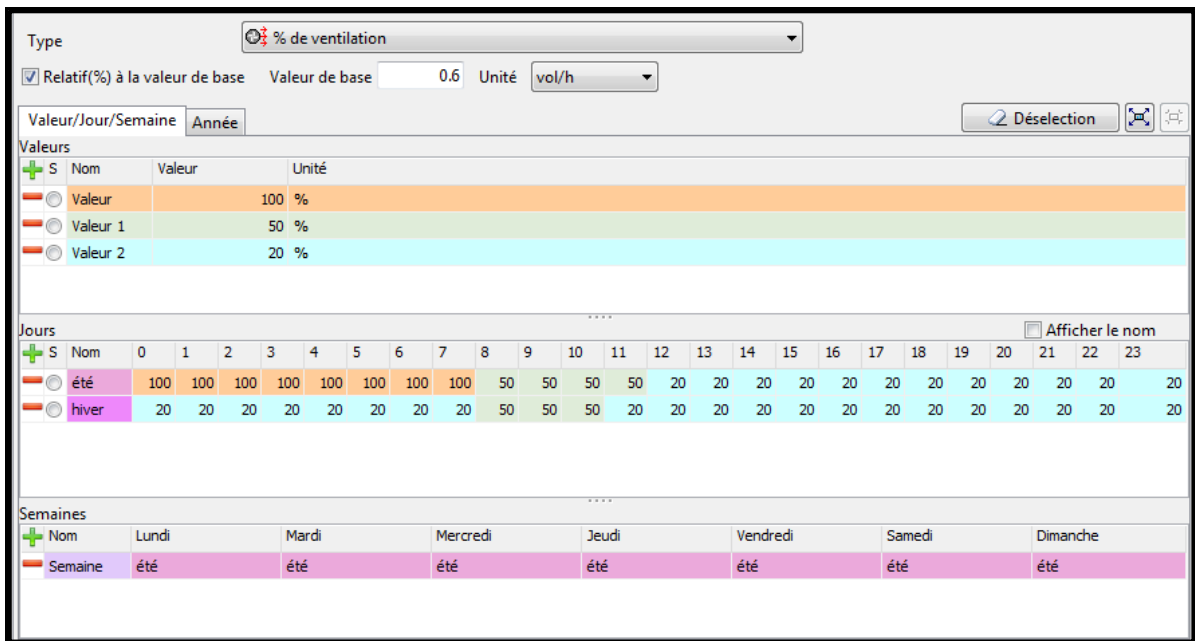 Type % de ventilation
Relatif(%) à la valeur de base Valeur de base 0.6 Unité vol/h
Valeur/Jour/Semaine Année Déselection
Valeurs
S Nom Valeur Unité
Valeur 100 %
Valeur 1 50 %
Valeur 2 20 %
Jours Afficher le nom
S Nom 0 1 2 3 4 5 6 7 8 9 10 11 12 13 14 15 16 17 18 19 20 21 22 23
été 100 100 100 100 100 100 100 100 50 50 50 50 20 20 20 20 20 20 20 20 20 20 20 20
hiver 20 20 20 20 20 20 20 20 50 50 50 20 20 20 20 20 20 20 20 20 20 20 20 20
Semaines
Nom Lundi Mardi Mercredi Jeudi Vendredi Samedi Dimanche
Semaine été été été été été été été